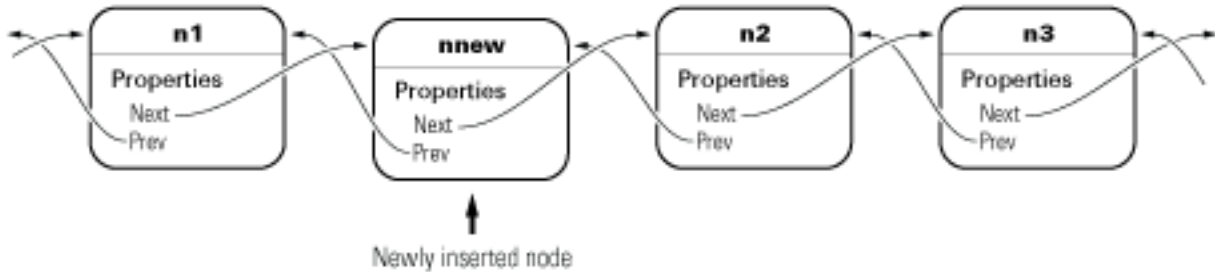 n1
Properties
Next
Prev
nnew
Properties
Next
Prev
n2
Properties
Next
Prev
n3
Properties
Next
Prev
Newly inserted node